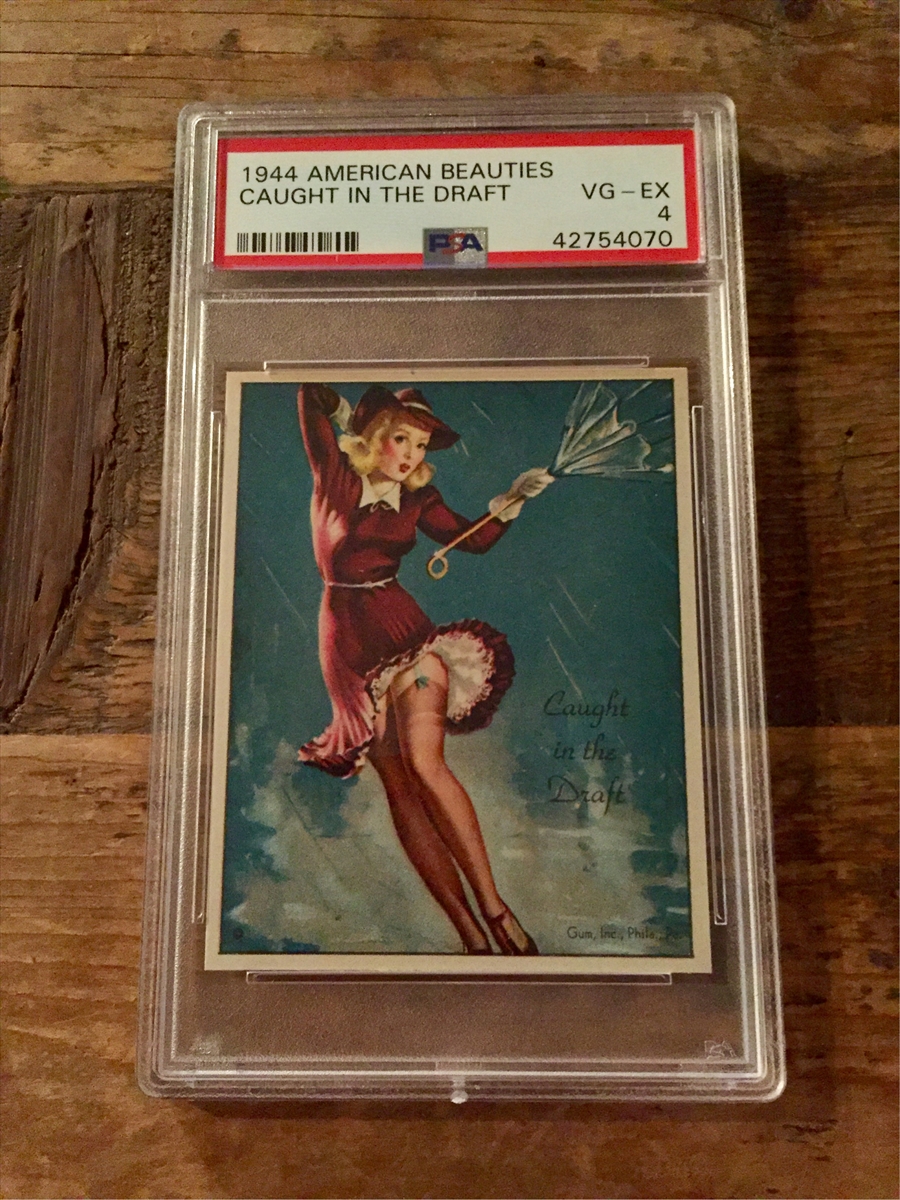 1944 AMERICAN BEAUTIES
CAUGHT IN THE DRAFT VG-EX
4
PSA 42754070
Caught
in the
Draft
Gum, Inc., Phila., Pa.